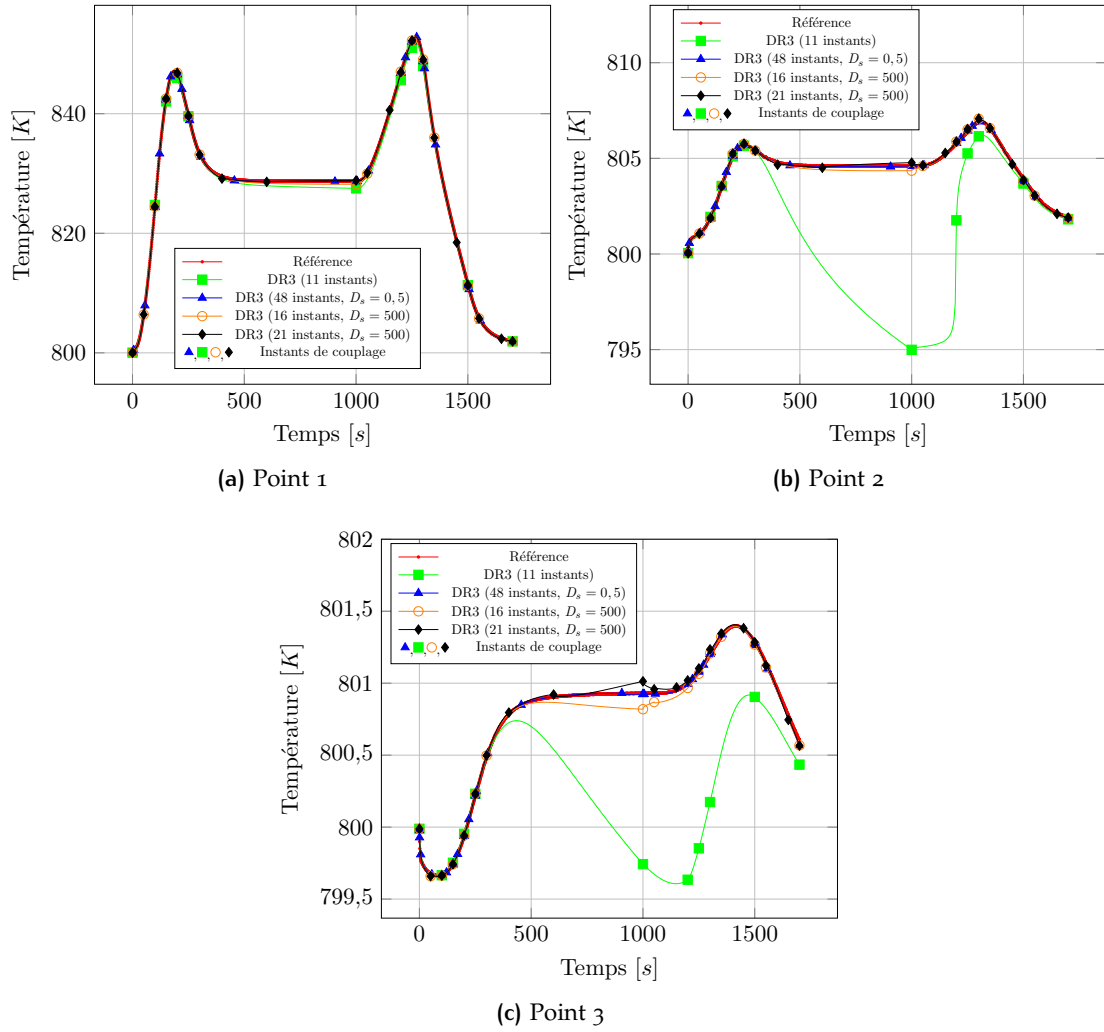 Température [K]
840
820
800
Référence
DR3 (11 instants)
DR3 (48 instants, Dₛ = 0,5)
DR3 (16 instants, Dₛ = 500)
DR3 (21 instants, Dₛ = 500)
Instants de couplage
0 500 1000 1500
Temps [s]
(a) Point 1
Température [K]
810
805
800
795
Référence
DR3 (11 instants)
DR3 (48 instants, Dₛ = 0,5)
DR3 (16 instants, Dₛ = 500)
DR3 (21 instants, Dₛ = 500)
Instants de couplage
0 500 1000 1500
Temps [s]
(b) Point 2
Température [K]
802
801,5
801
800,5
800
799,5
Référence
DR3 (11 instants)
DR3 (48 instants, Dₛ = 0,5)
DR3 (16 instants, Dₛ = 500)
DR3 (21 instants, Dₛ = 500)
Instants de couplage
0 500 1000 1500
Temps [s]
(c) Point 3